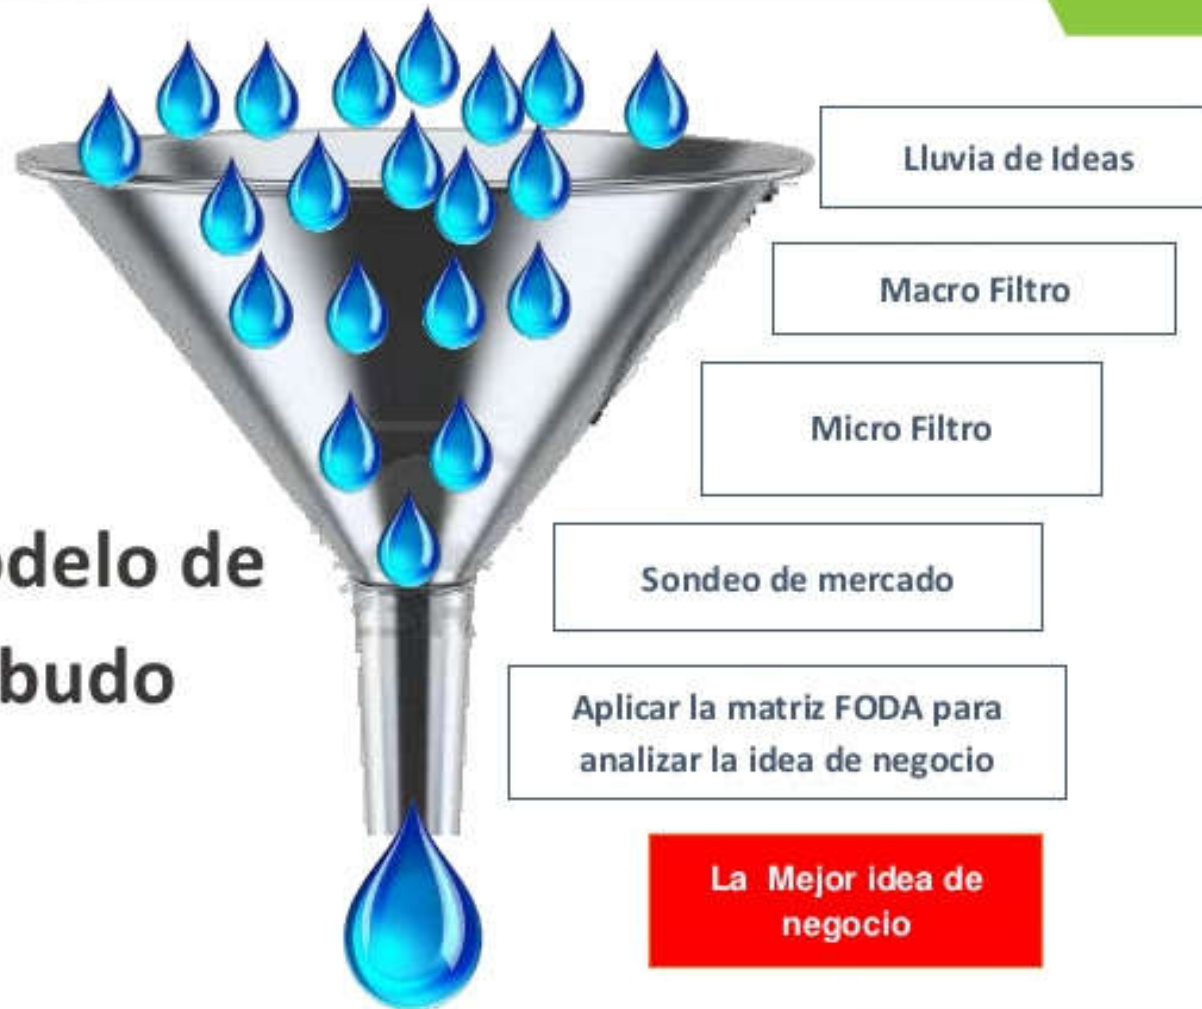 Lluvia de Ideas
Macro Filtro
Micro Filtro
Sondeo de mercado
odelo de
budo
Aplicar la matriz FODA para
analizar la idea de negocio
La Mejor idea de
negocio